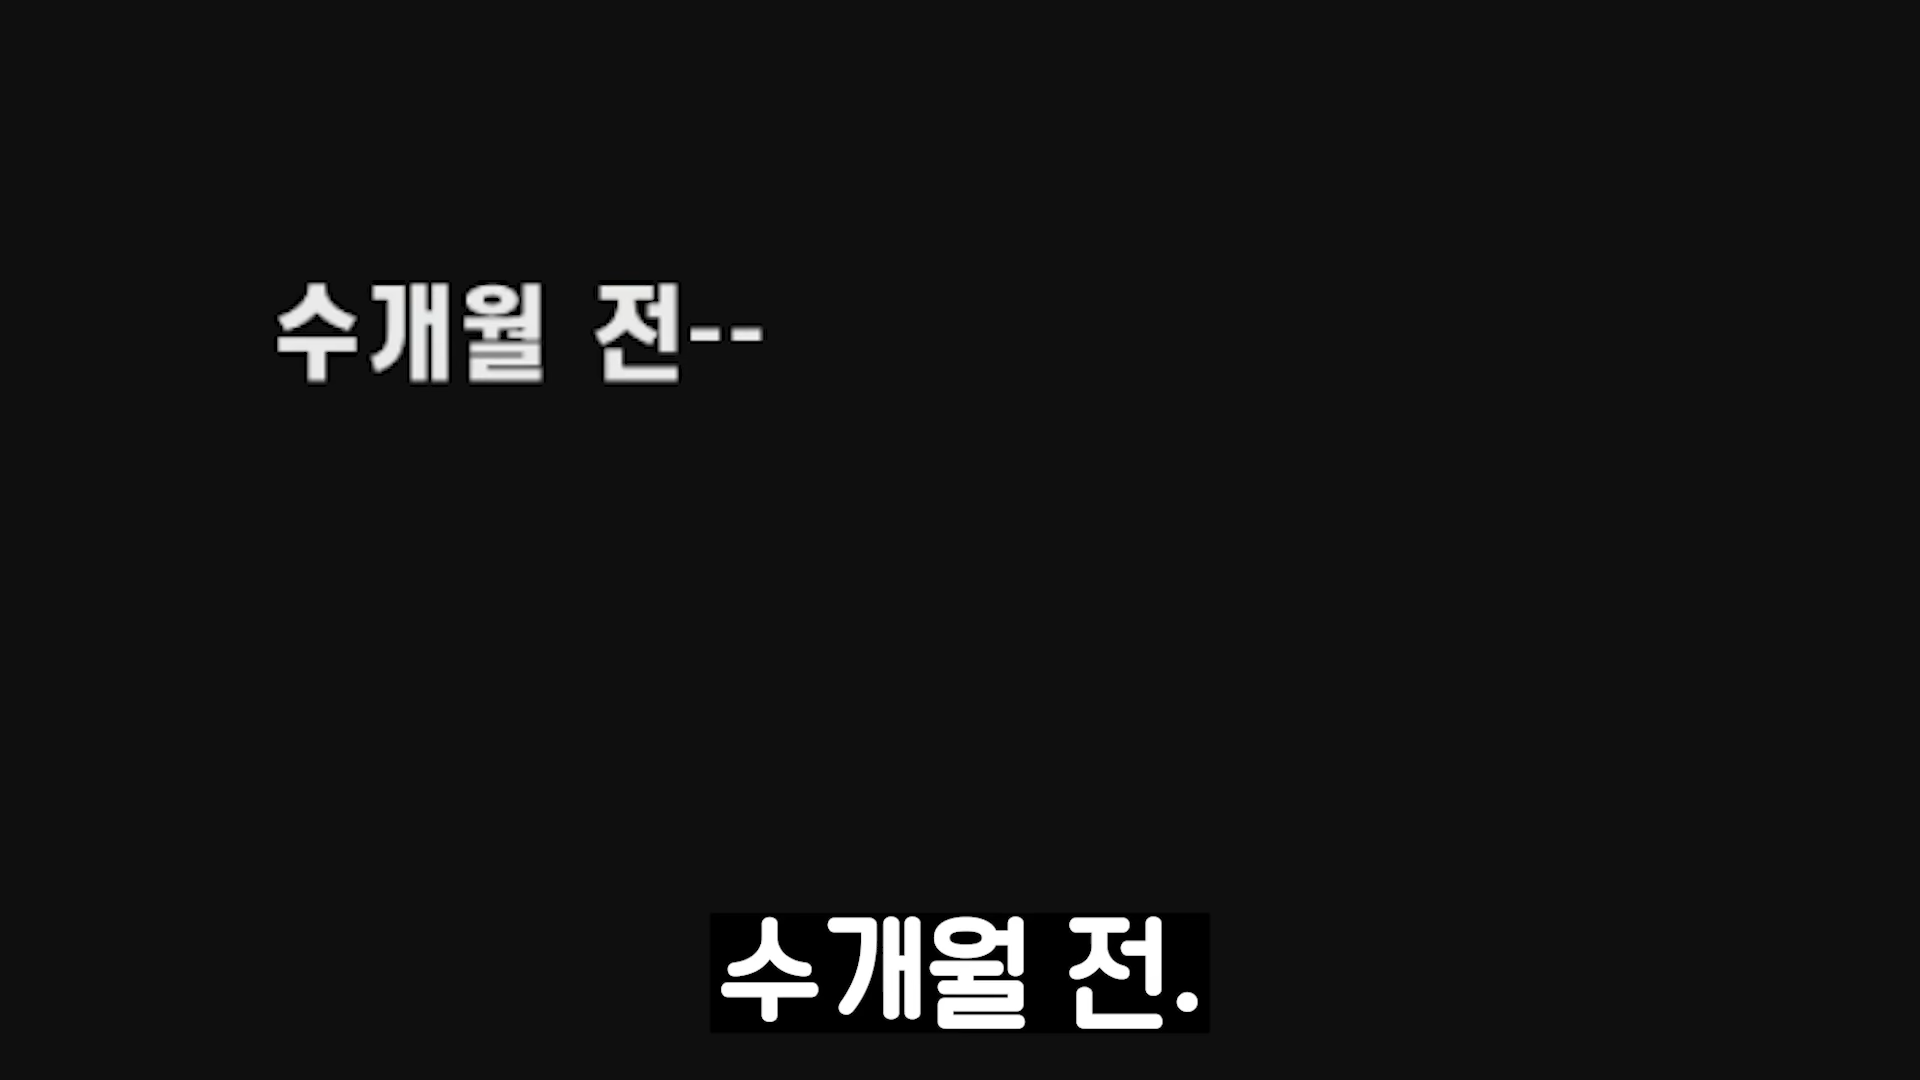 수개월 전--
수개월 전.